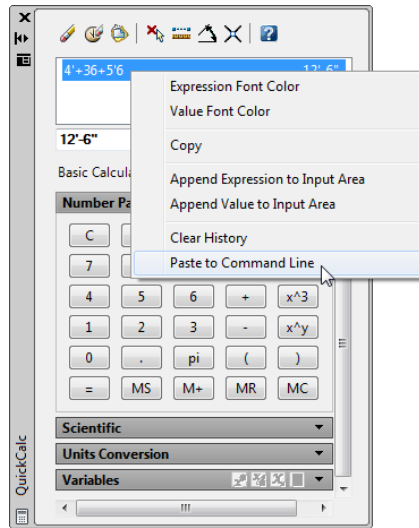 4'+36+5'6 12'-6"
Expression Font Color
Value Font Color
12'-6"
Copy
Basic Calcul
Append Expression to Input Area
Append Value to Input Area
Number Pa
C
Clear History
7
Paste to Command Line
4 5 6 + x^3
1 2 3 - x^y
0 . pi ( )
= MS M+ MR MC
Scientific
Units Conversion
Variables
QuickCalc